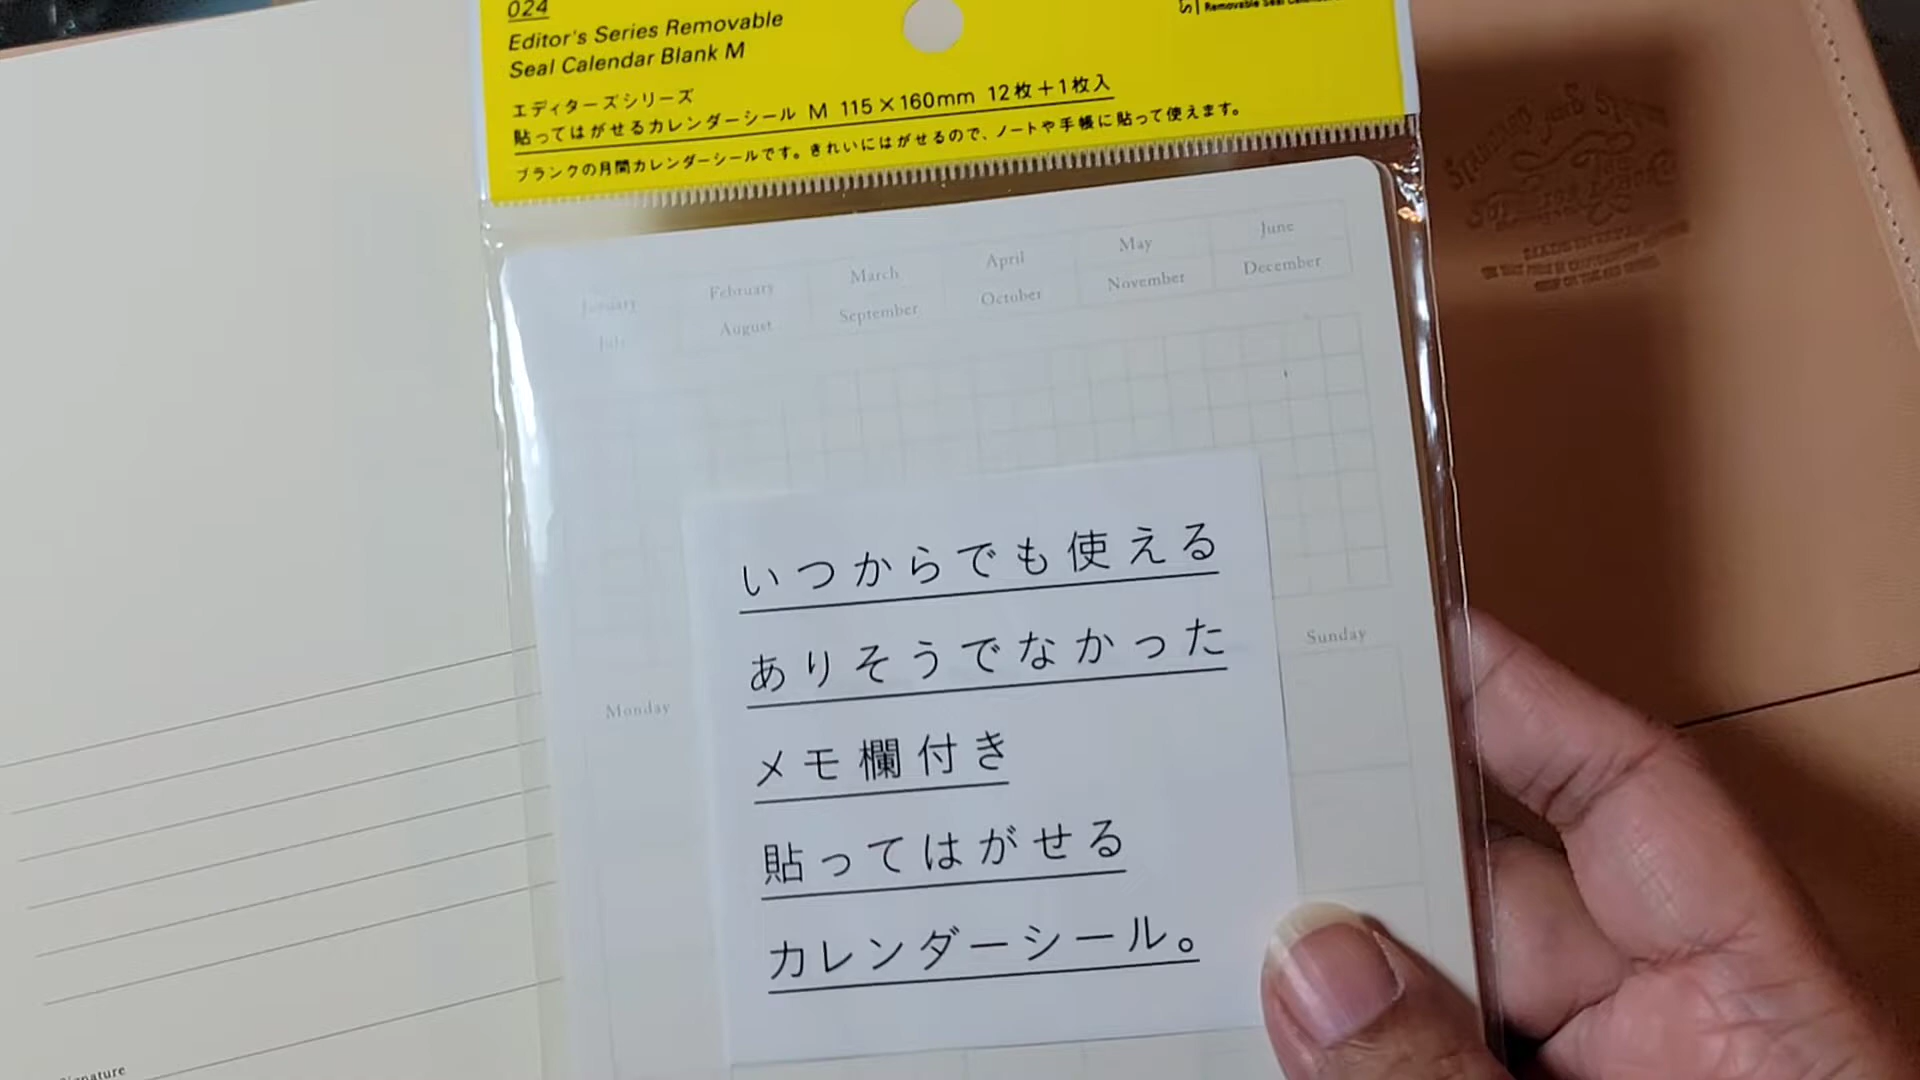 024
Editor's Series Removable
Seal Calendar Blank M
エディターズシリーズ
貼ってはがせるカレンダーシール M 115×160mm 12枚+1枚入
ブランクの月間カレンダーシールです。きれいにはがせるので、ノートや手帳に貼って使えます。
Removable Seal
January February March April May June
July August September October November December
Monday
Sunday
いつからでも使える
ありそうでなかった
メモ欄付き
貼ってはがせる
カレンダーシール。